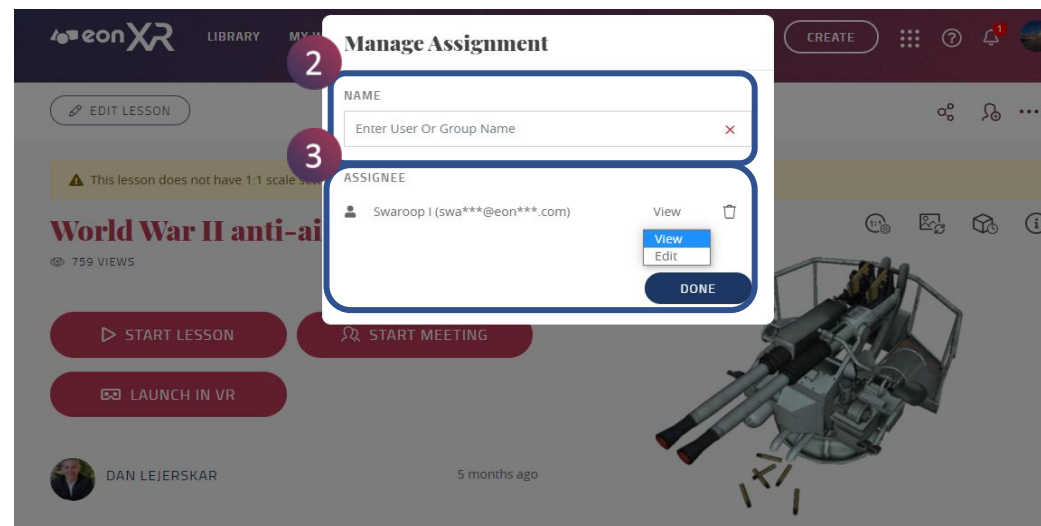 eonXR LIBRARY
CREATE
1
Manage Assignment
2
NAME
EDIT LESSON
Enter User Or Group Name
3
ASSIGNEE
This lesson does not have 1:1 scale
Swaroop I (swa***@eon***.com) View
World War II anti-ai
View
Edit
759 VIEWS
DONE
START LESSON
START MEETING
LAUNCH IN VR
DAN LEJERSKAR
5 months ago